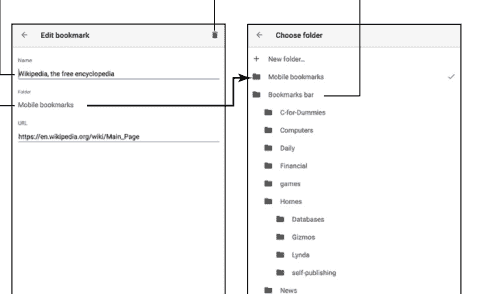 Edit bookmark
Name
Wikipedia, the free encyclopedia
Folder
Mobile bookmarks
URL
https://en.wikipedia.org/wiki/Main_Page
Choose folder
New folder...
Mobile bookmarks
Bookmarks bar
C-for-Dummies
Computers
Daily
Financial
games
Homes
Databases
Gizmos
Lynda
self-publishing
News